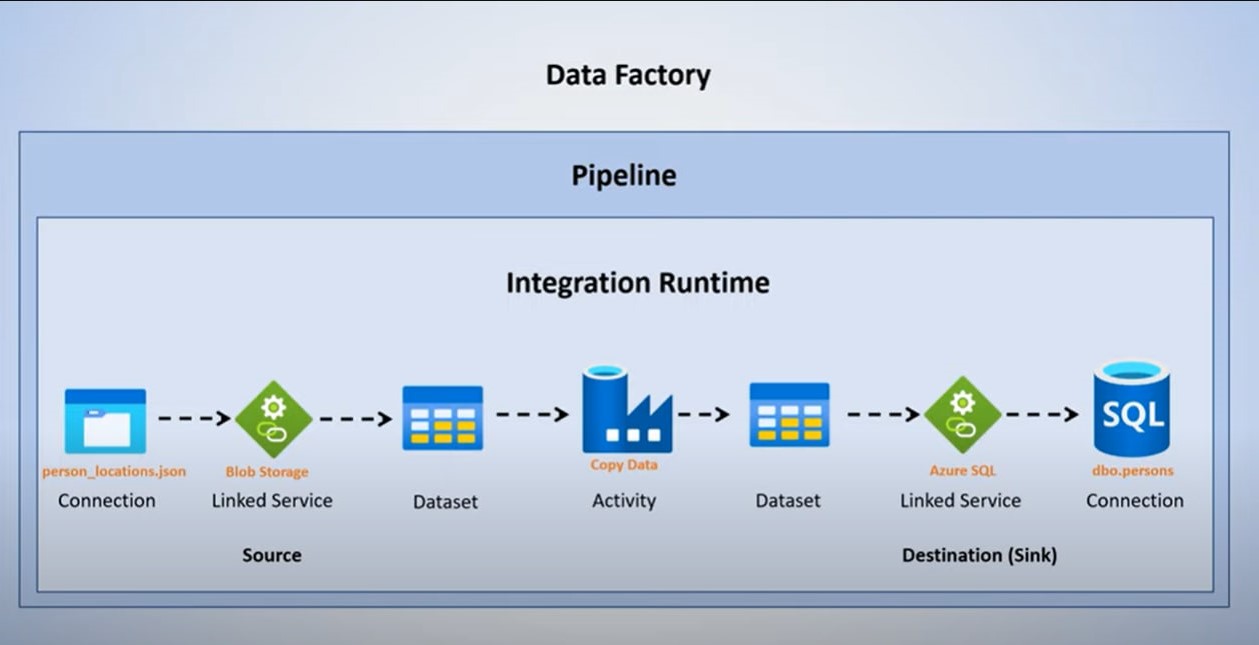 Data Factory
Pipeline
Integration Runtime
SQL
person_locations.json
Blob Storage
Copy Data
Azure SQL
dbo.persons
Connection
Linked Service
Dataset
Activity
Dataset
Linked Service
Connection
Source
Destination (Sink)